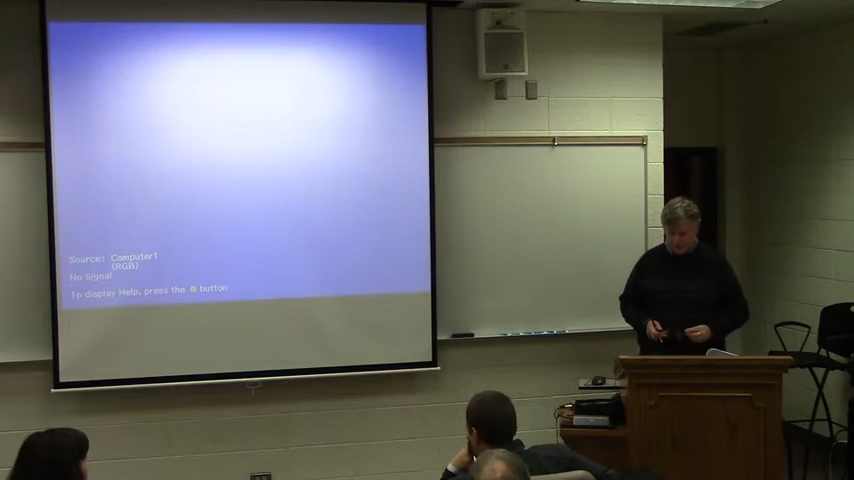 Source: Computer1
(RGB)
No Signal
To display Help, press the button